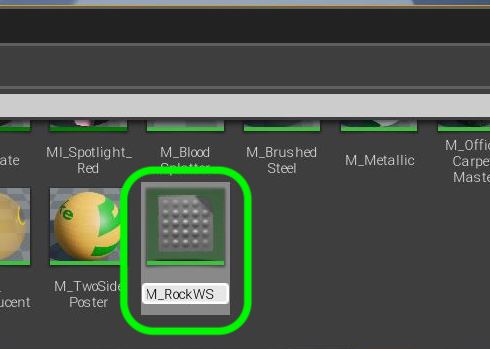 ate
MI_Spotlight_
Red
M_Blood
Splatter
M_Brushed
Steel
M_Metallic
M_Offic
Carpe
Maste
ucent
M_TwoSide
Poster
M_RockWS